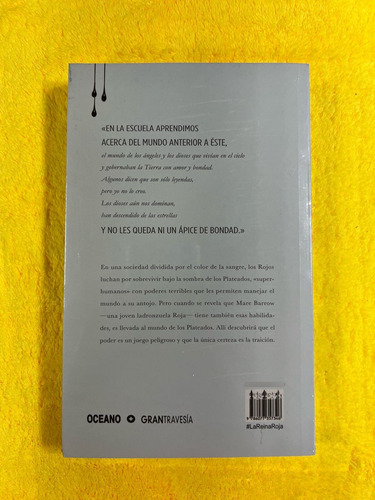 «EN LA ESCUELA APRENDIMOS
ACERCA DEL MUNDO ANTERIOR A ÉSTE,
el mundo de los ángeles y los dioses que vivían en el cielo
y gobernaban la Tierra con amor y bondad.
Algunos dicen que son sólo leyendas,
pero yo no lo creo.
Los dioses aún nos dominan;
han descendido de las estrellas
Y NO LES QUEDA NI UN ÁPICE DE BONDAD.»
En una sociedad dividida por el color de la sangre, los Rojos
luchan por sobrevivir bajo la sombra de los Plateados, «super-
humanos» con poderes terribles que les permiten manejar el
mundo a su antojo. Pero cuando se revela que Mare Barrow
—una joven ladronzuela Roja— tiene también esas habilida-
des, es llevada al mundo de los Plateados. Allí descubrirá que el
poder es un juego peligroso y que la única certeza es la traición.
OCEANO GRANTRAVESÍA
#LaReinaRoja